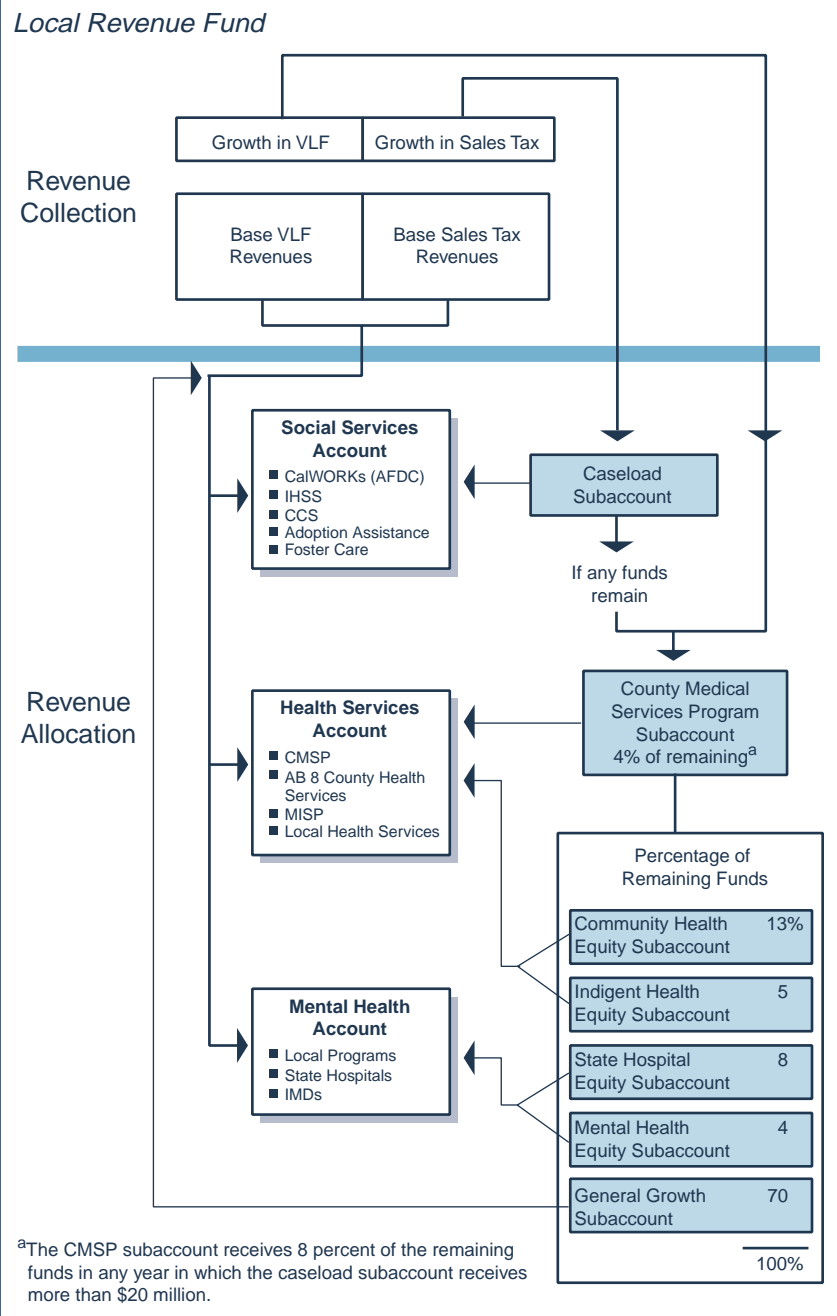 Local Revenue Fund
Growth in VLF
Growth in Sales Tax
Revenue
Collection
Base VLF
Revenues
Base Sales Tax
Revenues
Social Services
Account
CalWORKs (AFDC)
IHSS
CCS
Adoption Assistance
Foster Care
Caseload
Subaccount
If any funds
remain
Revenue
Allocation
Health Services
Account
CMSP
AB 8 County Health
Services
MISP
Local Health Services
County Medical
Services Program
Subaccount
4% of remaining^a
Percentage of
Remaining Funds
Community Health 13%
Equity Subaccount
Indigent Health 5
Equity Subaccount
State Hospital 8
Equity Subaccount
Mental Health 4
Equity Subaccount
General Growth 70
Subaccount
100%
Mental Health
Account
Local Programs
State Hospitals
IMDs
^aThe CMSP subaccount receives 8 percent of the remaining
funds in any year in which the caseload subaccount receives
more than $20 million.